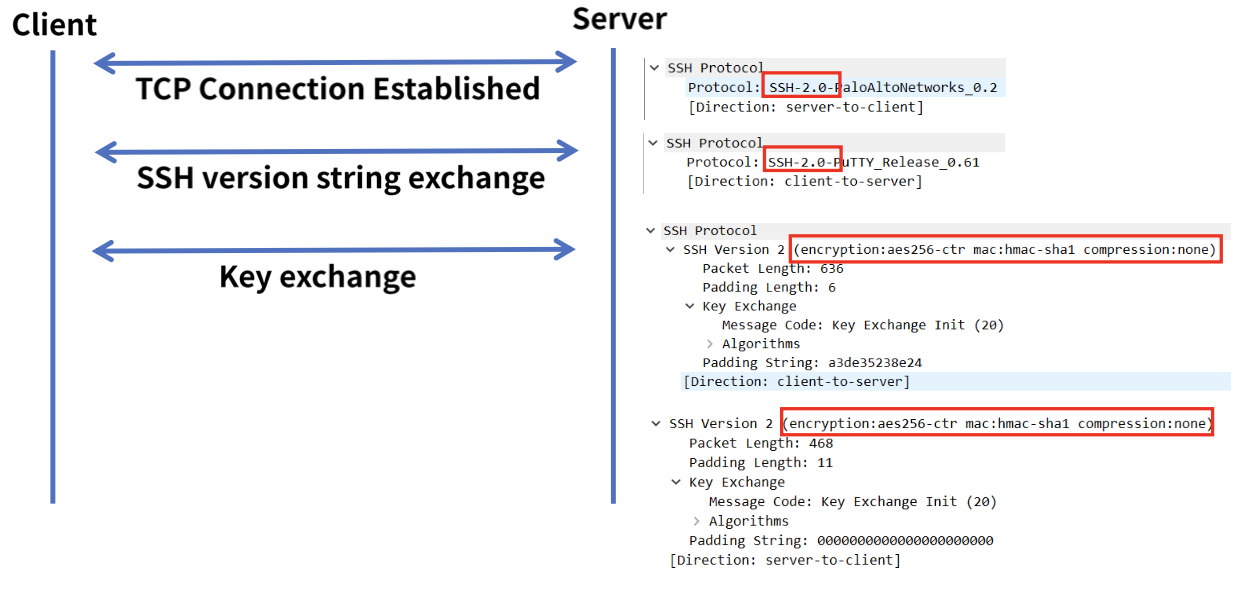 Client
Server
TCP Connection Established
SSH version string exchange
Key exchange
SSH Protocol
Protocol: SSH-2.0-PaloAltoNetworks_0.2
[Direction: server-to-client]
SSH Protocol
Protocol: SSH-2.0-PuTTY_Release_0.61
[Direction: client-to-server]
SSH Protocol
SSH Version 2 (encryption:aes256-ctr mac:hmac-sha1 compression:none)
Packet Length: 636
Padding Length: 6
Key Exchange
Message Code: Key Exchange Init (20)
Algorithms
Padding String: a3de35238e24
[Direction: client-to-server]
SSH Version 2 (encryption:aes256-ctr mac:hmac-sha1 compression:none)
Packet Length: 468
Padding Length: 11
Key Exchange
Message Code: Key Exchange Init (20)
Algorithms
Padding String: 0000000000000000000000
[Direction: server-to-client]